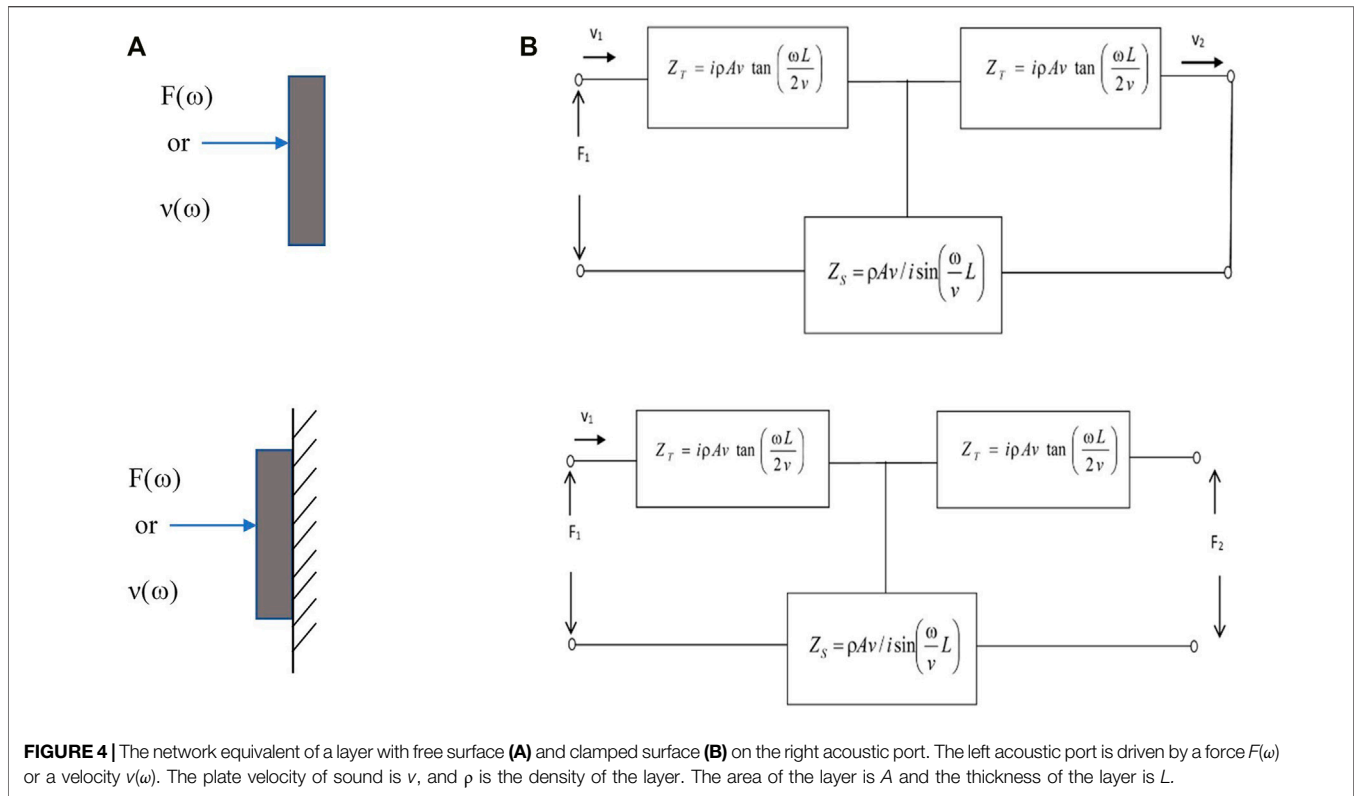 A
F(ω)
or
ν(ω)
B
v₁
Z_T = iρAv tan (ωL/2v)
Z_T = iρAv tan (ωL/2v)
v₂
F₁
Z_S = ρAv/i sin(ω/v L)
F(ω)
or
ν(ω)
v₁
Z_T = iρAv tan (ωL/2v)
Z_T = iρAv tan (ωL/2v)
F₁
F₂
Z_S = ρAv/i sin(ω/v L)
FIGURE 4 | The network equivalent of a layer with free surface (A) and clamped surface (B) on the right acoustic port. The left acoustic port is driven by a force F(ω)
or a velocity v(ω). The plate velocity of sound is v, and ρ is the density of the layer. The area of the layer is A and the thickness of the layer is L.